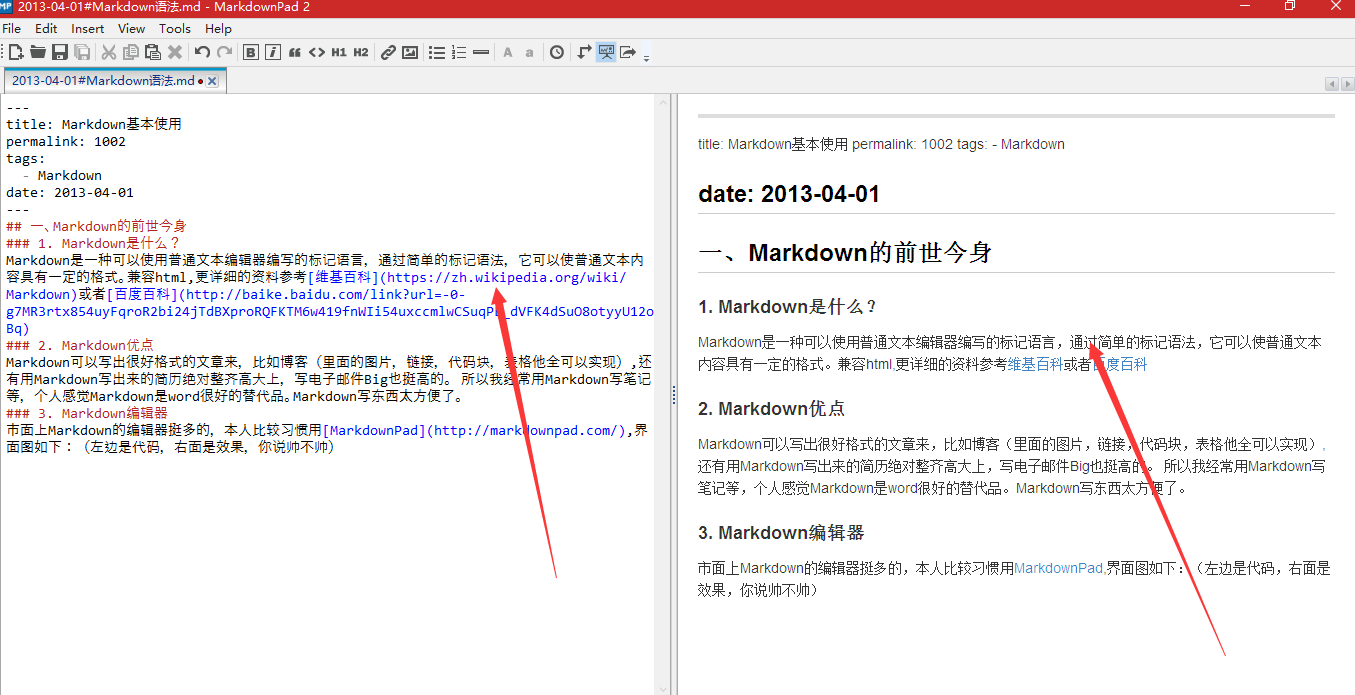 2013-04-01#Markdown语法.md - MarkdownPad 2
File Edit Insert View Tools Help
B i “ <> H1 H2 A a
2013-04-01#Markdown语法.md
---
title: Markdown基本使用
permalink: 1002
tags:
  - Markdown
date: 2013-04-01
---
## 一、Markdown的前世今身
### 1. Markdown是什么？
Markdown是一种可以使用普通文本编辑器编写的标记语言，通过简单的标记语法，它可以使普通文本内
容具有一定的格式。兼容html,更详细的资料参考[维基百科](https://zh.wikipedia.org/wiki/
Markdown)或者[百度百科](http://baike.baidu.com/link?url=-0-
g7MR3rtx854uyFqroR2bi24jTdBXproRQFKTM6w419fnWIi54uxccmlwCSuqP _dVFK4dSuO8otyyU12o
Bq)
### 2. Markdown优点
Markdown可以写出很好格式的文章来，比如博客（里面的图片，链接，代码块，表格他全可以实现）,还
有用Markdown写出来的简历绝对整齐高大上，写电子邮件Big也挺高的。 所以我经常用Markdown写笔记
等，个人感觉Markdown是word很好的替代品。Markdown写东西太方便了。
### 3. Markdown编辑器
市面上Markdown的编辑器挺多的，本人比较习惯用[MarkdownPad](http://markdownpad.com/),界
面图如下：（左边是代码，右面是效果，你说帅不帅）
title: Markdown基本使用 permalink: 1002 tags: - Markdown
date: 2013-04-01
一、Markdown的前世今身
1. Markdown是什么？
Markdown是一种可以使用普通文本编辑器编写的标记语言，通过简单的标记语法，它可以使普通文本
内容具有一定的格式。兼容html,更详细的资料参考维基百科或者百度百科
2. Markdown优点
Markdown可以写出很好格式的文章来，比如博客（里面的图片，链接，代码块，表格他全可以实现）,
还有用Markdown写出来的简历绝对整齐高大上，写电子邮件Big也挺高的。 所以我经常用Markdown写
笔记等，个人感觉Markdown是word很好的替代品。Markdown写东西太方便了。
3. Markdown编辑器
市面上Markdown的编辑器挺多的，本人比较习惯用MarkdownPad,界面图如下：（左边是代码，右面是
效果，你说帅不帅）